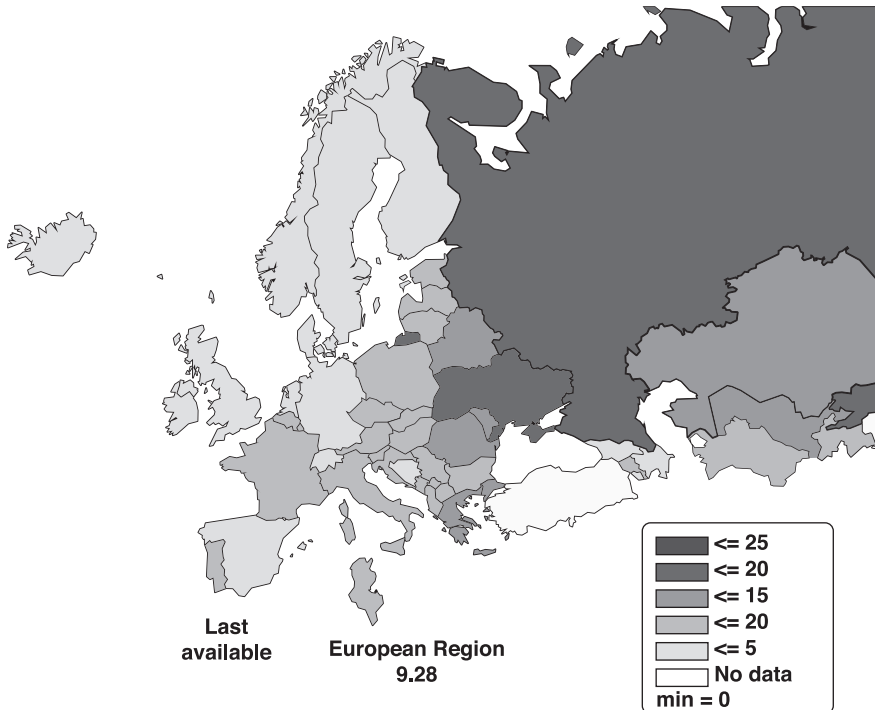 Last
available
European Region
9.28
<= 25
<= 20
<= 15
<= 20
<= 5
No data
min = 0